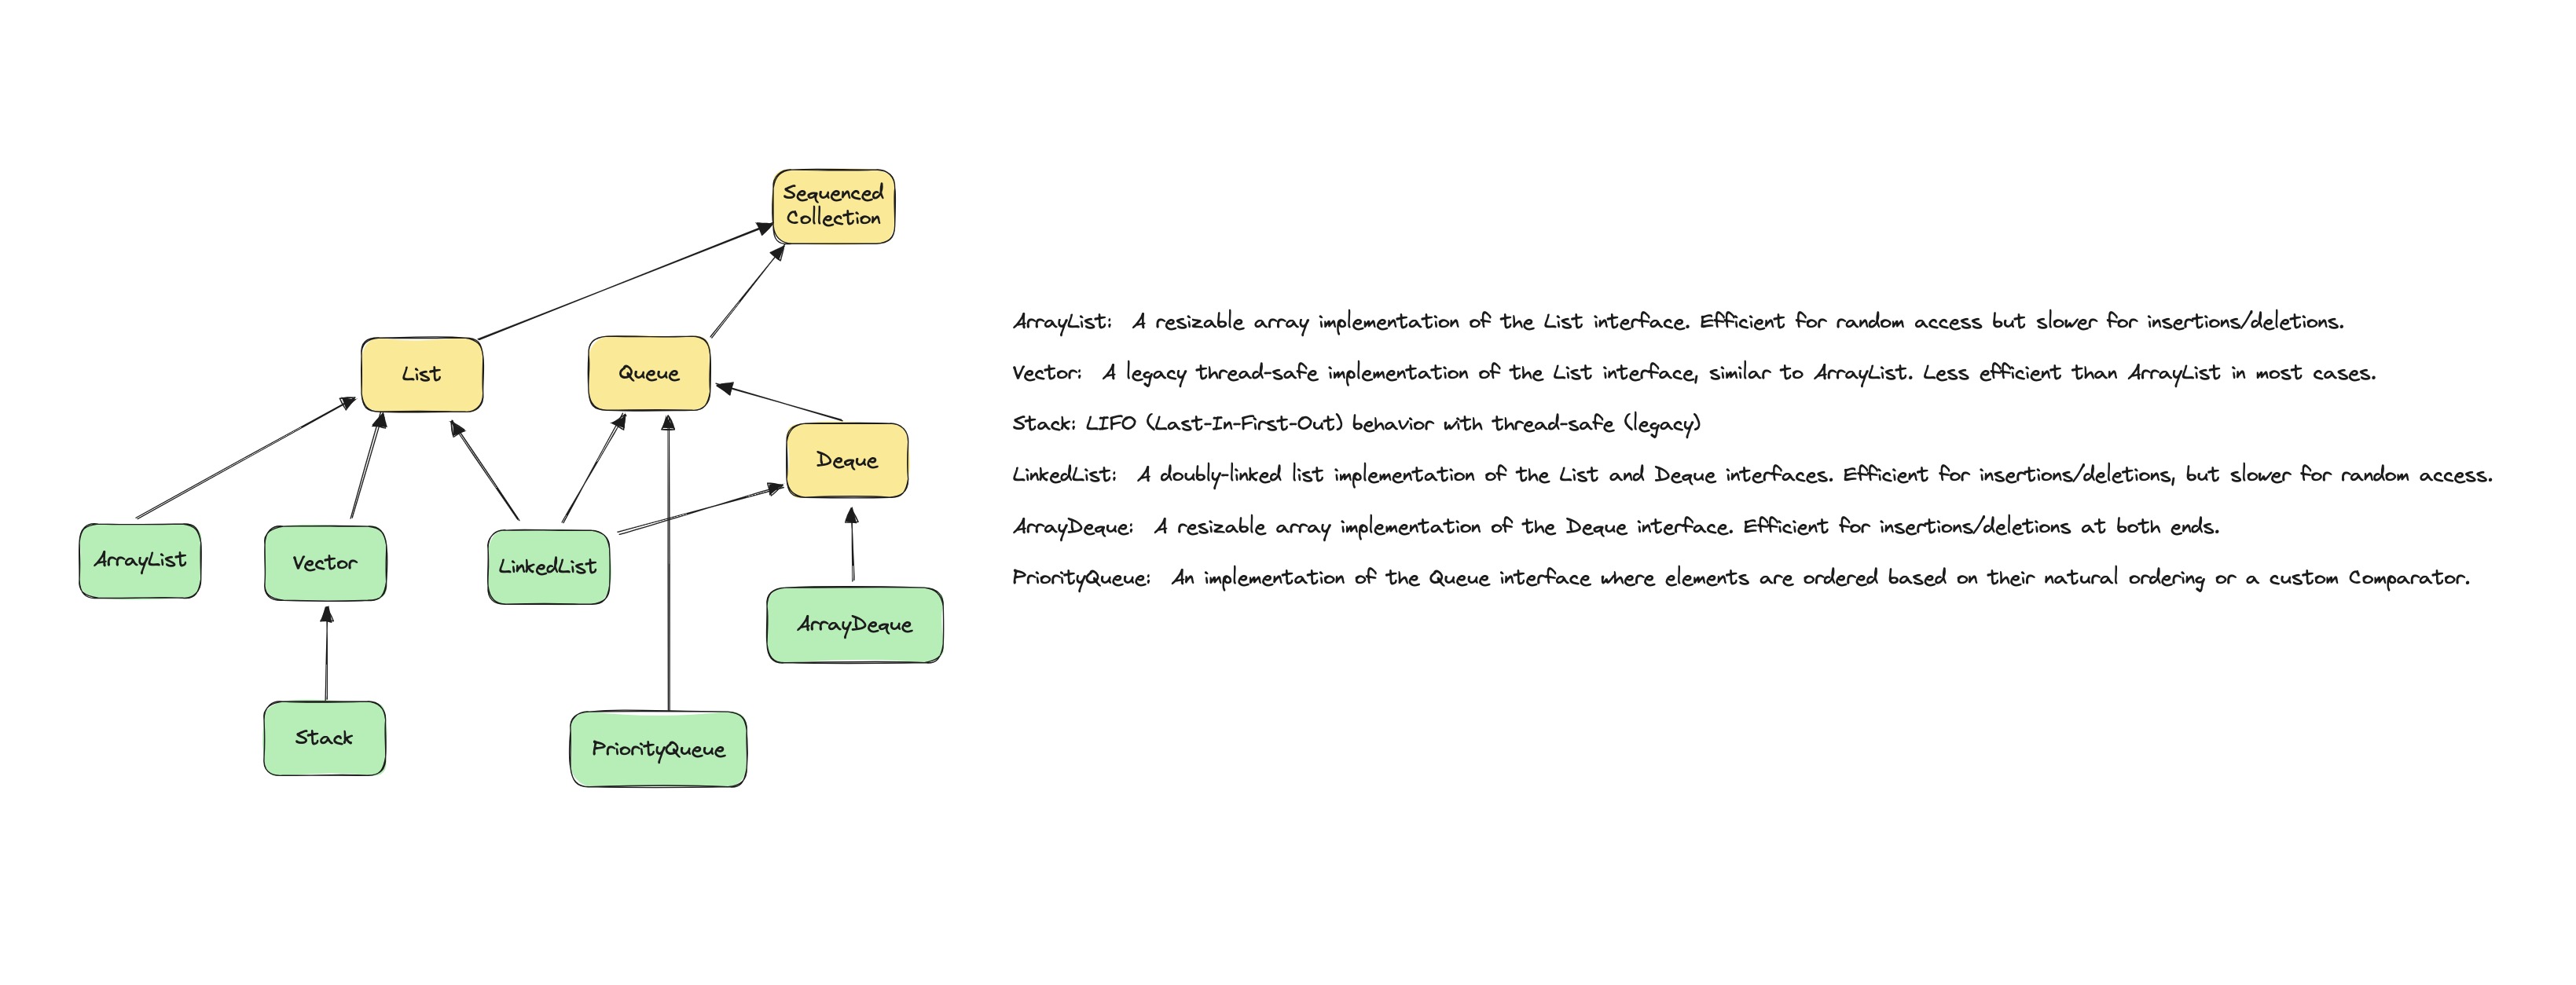 Sequenced
Collection
List
Queue
Deque
ArrayList
Vector
LinkedList
ArrayDeque
Stack
PriorityQueue
ArrayList: A resizable array implementation of the List interface. Efficient for random access but slower for insertions/deletions.
Vector: A legacy thread-safe implementation of the List interface, similar to ArrayList. Less efficient than ArrayList in most cases.
Stack: LIFO (Last-In-First-Out) behavior with thread-safe (legacy)
LinkedList: A doubly-linked list implementation of the List and Deque interfaces. Efficient for insertions/deletions, but slower for random access.
ArrayDeque: A resizable array implementation of the Deque interface. Efficient for insertions/deletions at both ends.
PriorityQueue: An implementation of the Queue interface where elements are ordered based on their natural ordering or a custom Comparator.